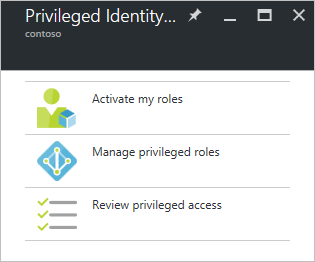 Privileged Identity...
contoso
Activate my roles
Manage privileged roles
Review privileged access